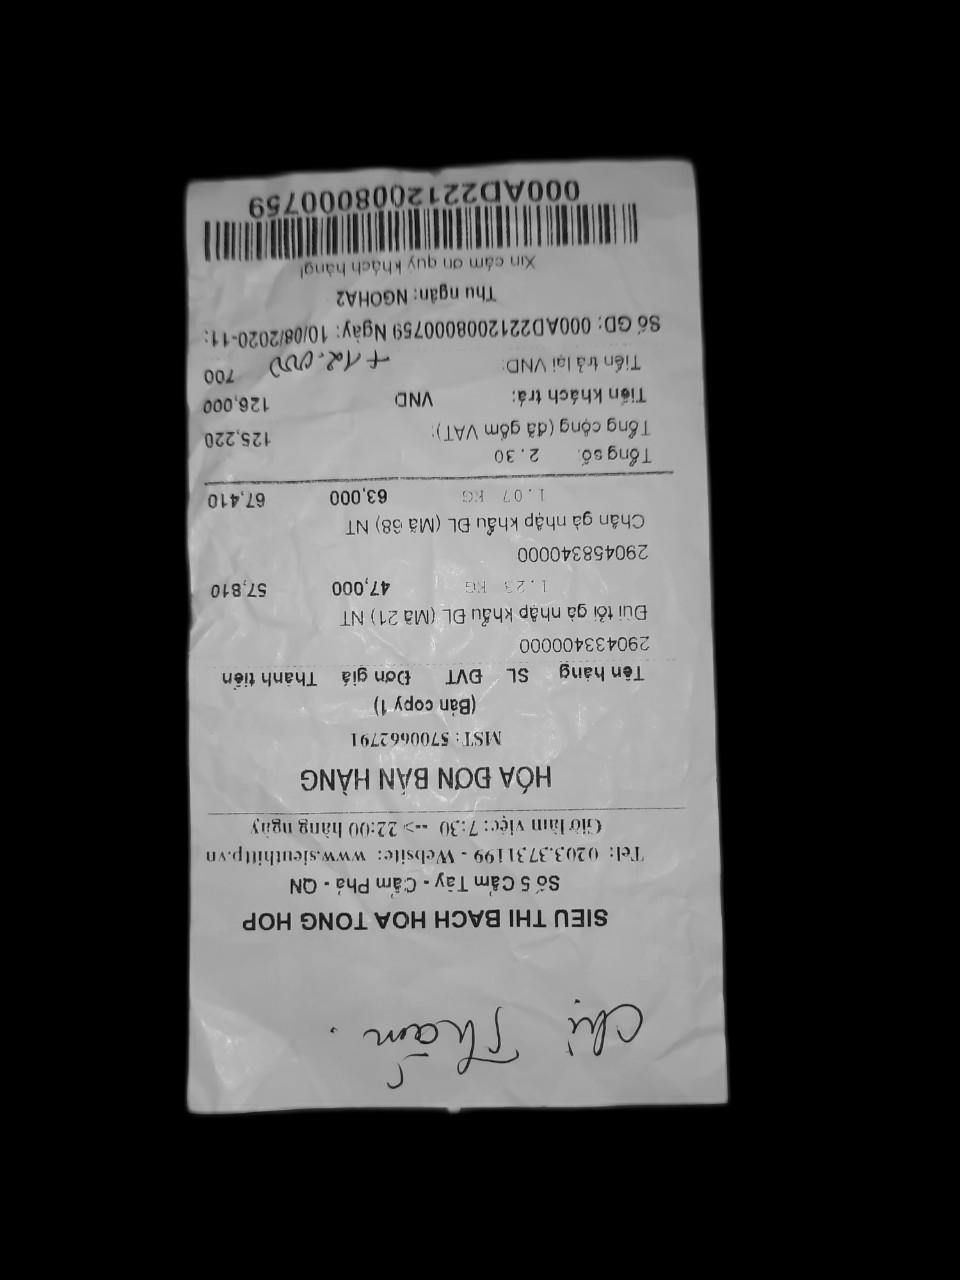 Chị Thắm.
SIEU THI BACH HOA TONG HOP
Số 5 Cẩm Tây - Cẩm Phả - QN
Tel: 0203.3731199 - Website: www.sieuthittp.vn
Giờ làm việc: 7:30 --> 22:00 hàng ngày
HÓA ĐƠN BÁN HÀNG
MST: 5700662791
(Bản copy 1)
Tên hàng SL ĐVT Đơn giá Thành tiền
290433400000
Đùi tỏi gà nhập khẩu ĐL (Mã 21) NT
1.23 KG 47,000 57,810
290458340000
Chân gà nhập khẩu ĐL (Mã 68) NT
1.07 KG 63,000 67,410
Tổng số: 2.30
Tổng cộng (đã gồm VAT): 125,220
Tiền khách trả: VND 126,000
Tiền trả lại VND: 700
+ 12.000
Số GD: 000AD2212008000759 Ngày: 10/08/2020-11:
Thu ngân: NGOHA2
Xin cảm ơn quý khách hàng!
000AD2212008000759